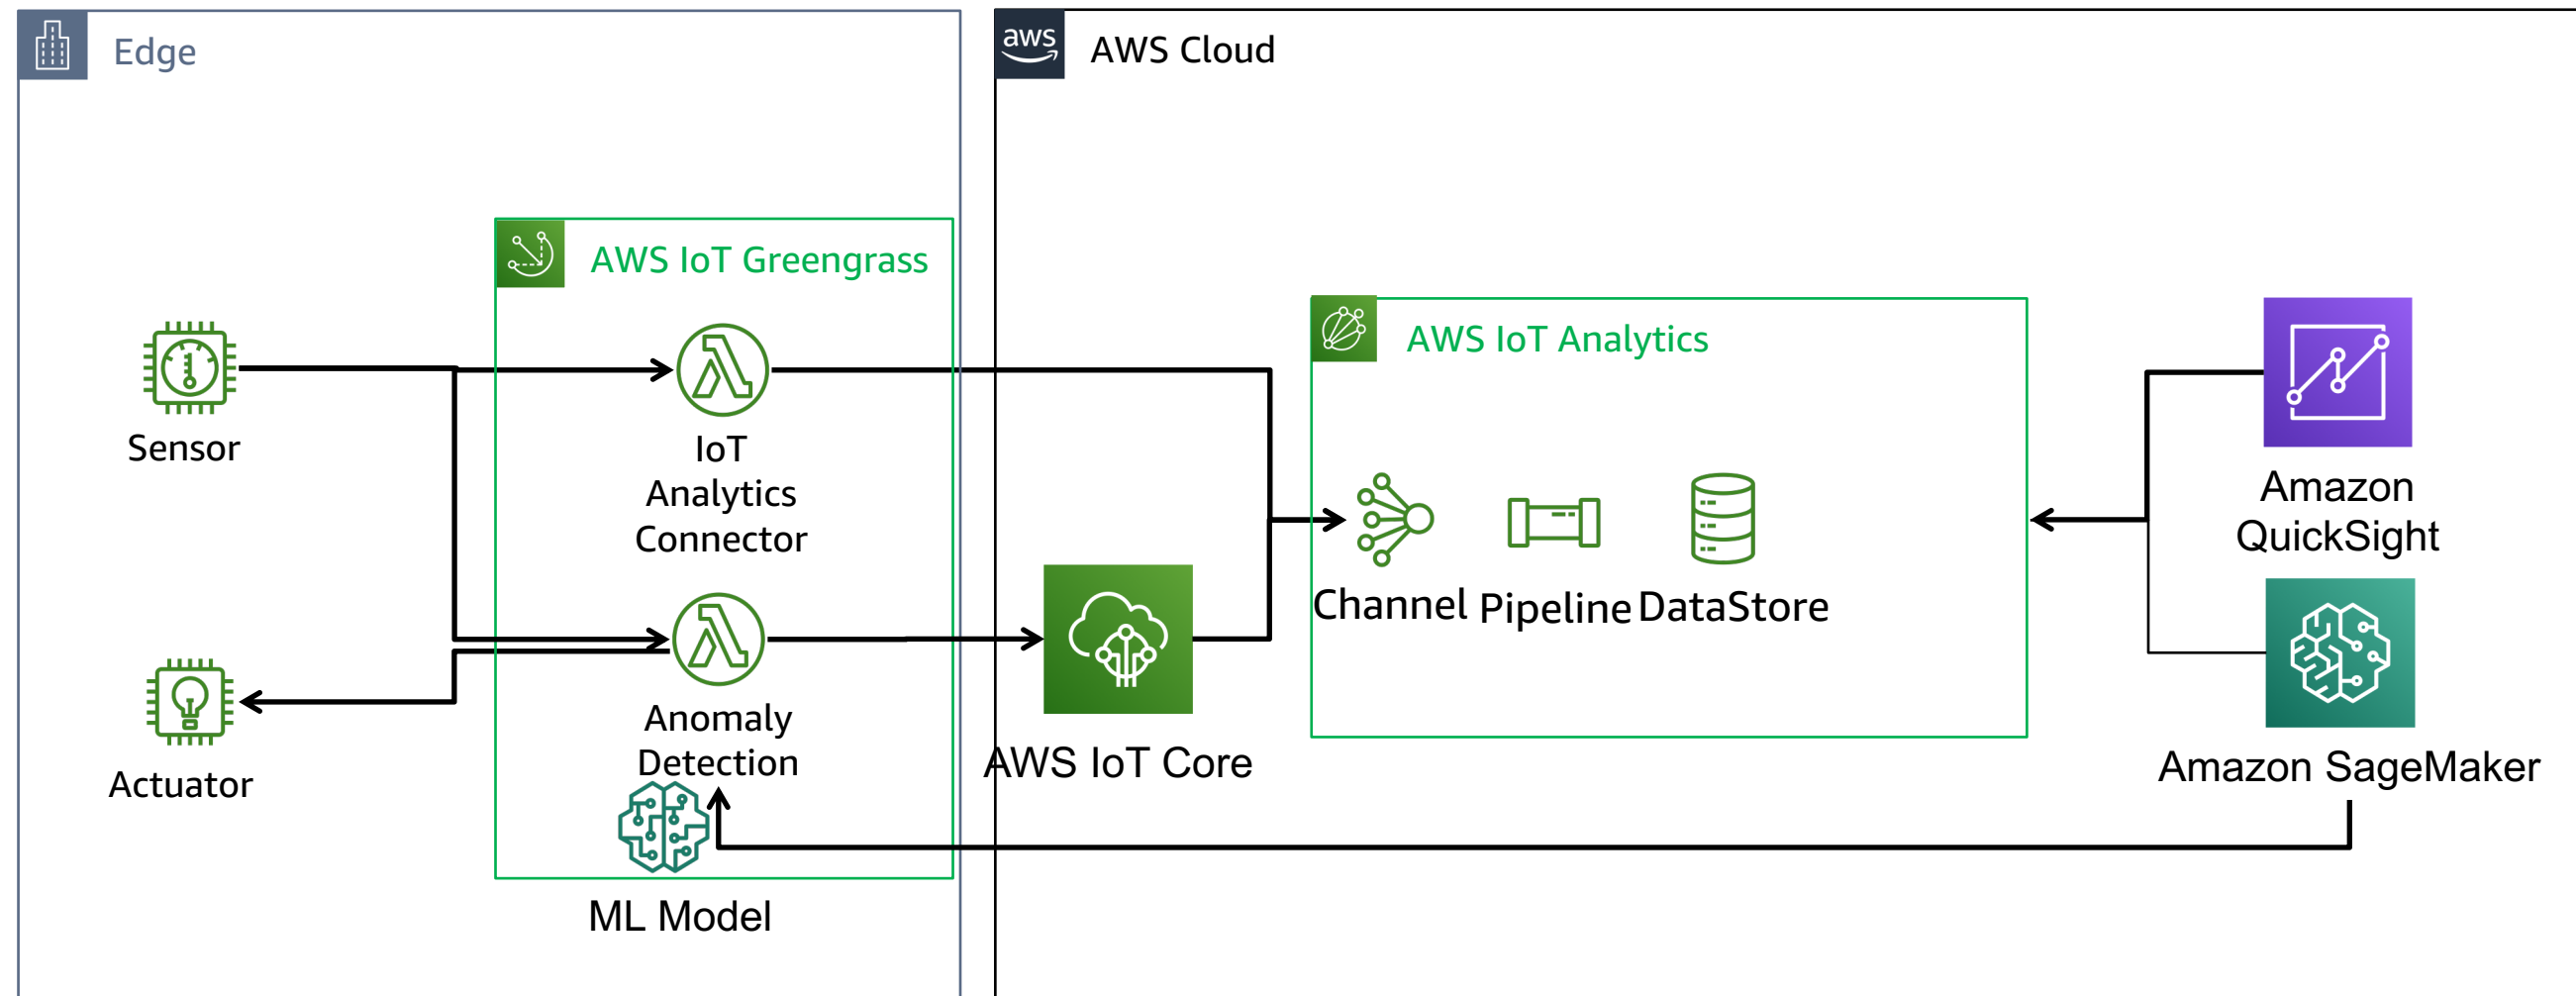 Edge
aws
AWS Cloud
AWS IoT Greengrass
AWS IoT Analytics
Sensor
IoT
Analytics
Connector
Amazon
QuickSight
Channel
Pipeline
DataStore
Actuator
Anomaly
Detection
AWS IoT Core
Amazon SageMaker
ML Model